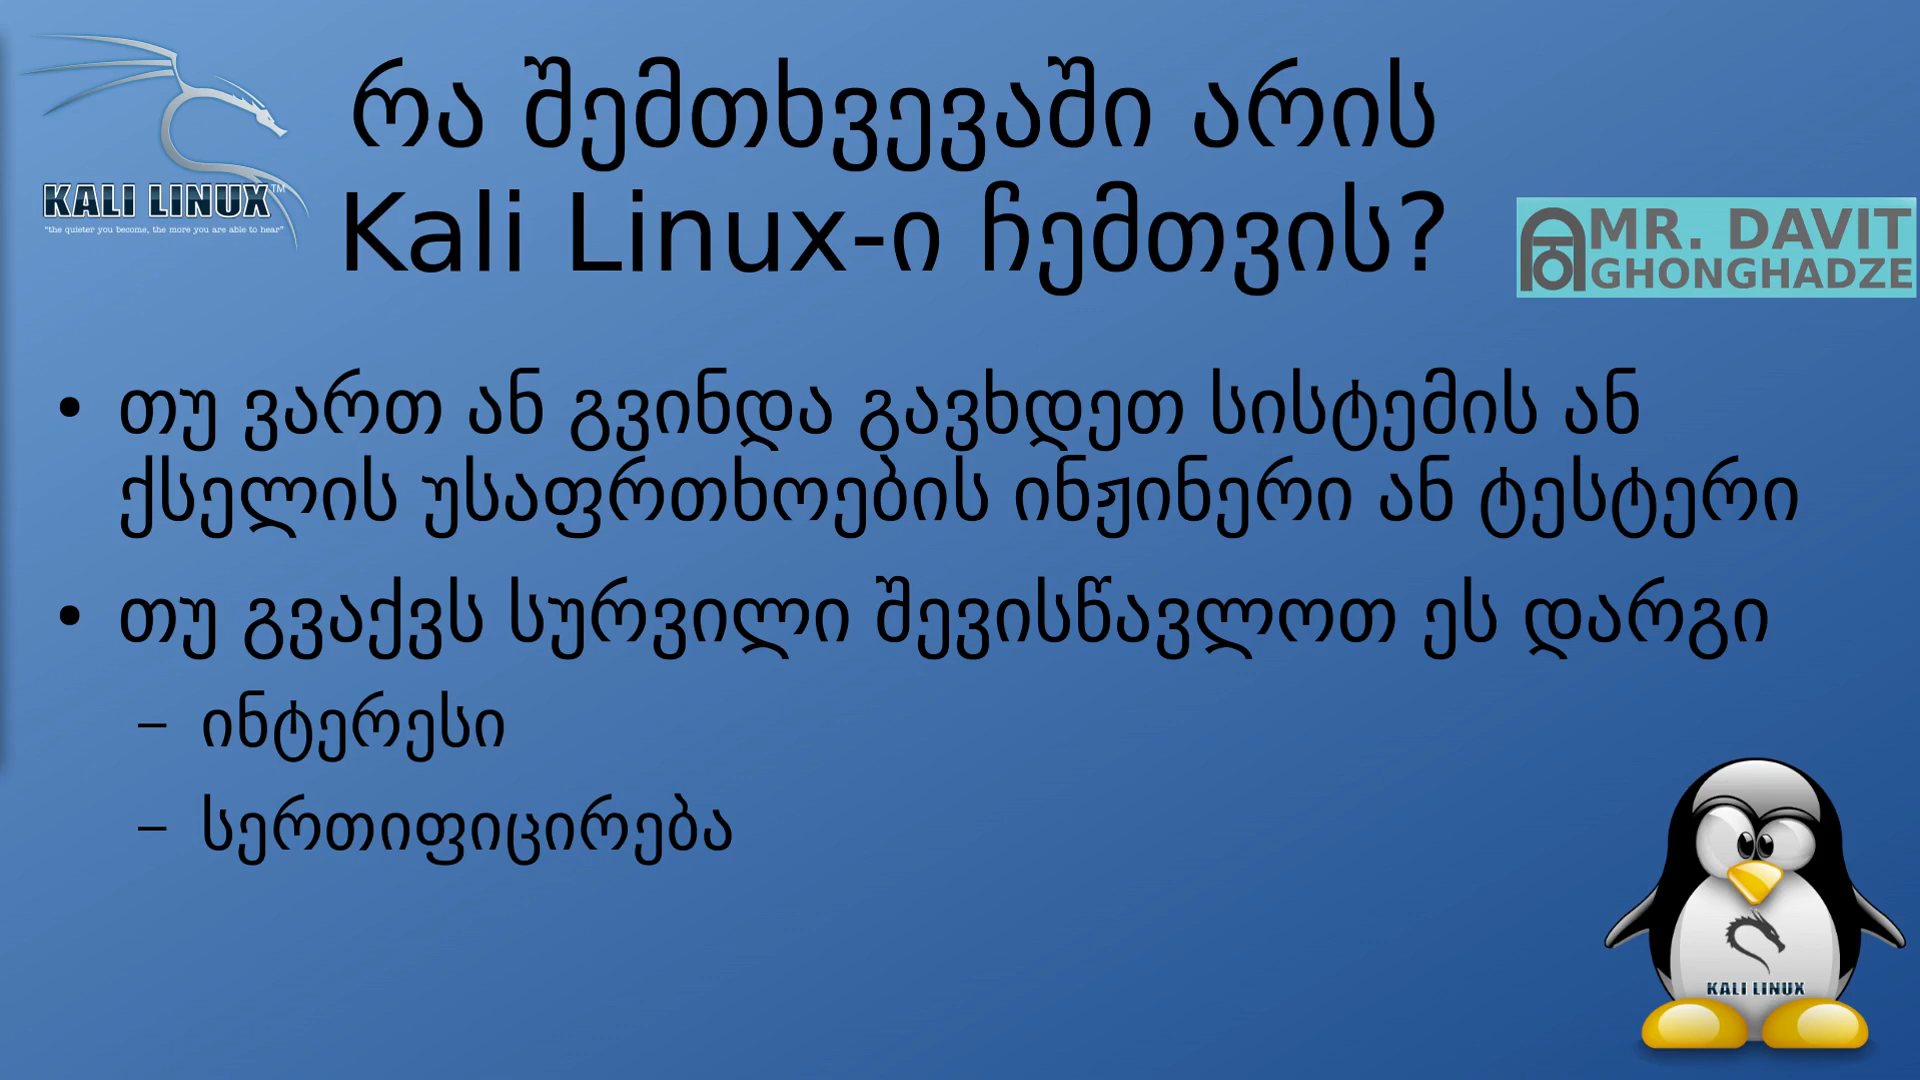 KALI LINUX™
"the quieter you become, the more you are able to hear"
რა შემთხვევაში არის
Kali Linux-ი ჩემთვის?
MR. DAVIT
GHONGHADZE
• თუ ვართ ან გვინდა გავხდეთ სისტემის ან
ქსელის უსაფრთხოების ინჟინერი ან ტესტერი
• თუ გვაქვს სურვილი შევისწავლოთ ეს დარგი
– ინტერესი
– სერთიფიცირება
KALI LINUX